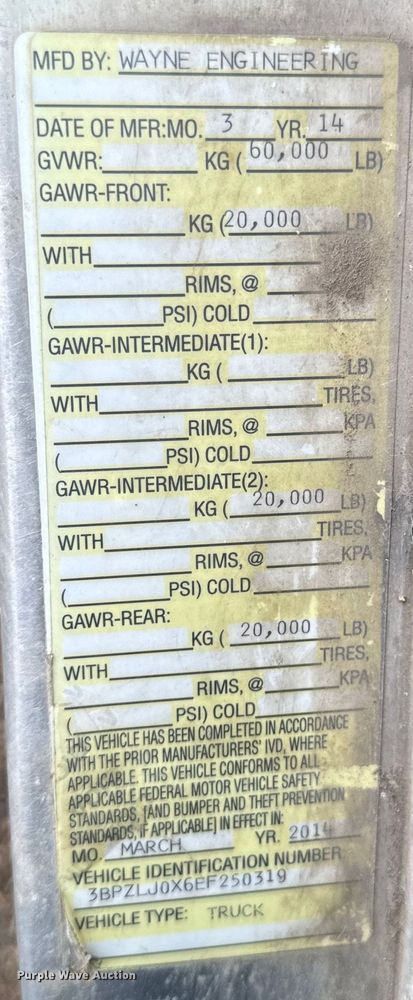 MFD BY: WAYNE ENGINEERING
DATE OF MFR:MO. 3 YR. 14
GVWR: KG ( 60,000 LB)
GAWR-FRONT:
KG (20,000 LB)
WITH
RIMS, @
( PSI) COLD
GAWR-INTERMEDIATE(1):
KG ( LB)
WITH TIRES,
RIMS, @ KPA
( PSI) COLD
GAWR-INTERMEDIATE(2):
KG ( 20,000 LB)
WITH TIRES,
RIMS, @ KPA
( PSI) COLD
GAWR-REAR:
KG ( 20,000 LB)
WITH TIRES,
RIMS, @ KPA
( PSI) COLD
THIS VEHICLE HAS BEEN COMPLETED IN ACCORDANCE
WITH THE PRIOR MANUFACTURERS' IVD, WHERE
APPLICABLE. THIS VEHICLE CONFORMS TO ALL
APPLICABLE FEDERAL MOTOR VEHICLE SAFETY
STANDARDS, [AND BUMPER AND THEFT PREVENTION
STANDARDS, IF APPLICABLE] IN EFFECT IN:
MO. MARCH YR. 2014
VEHICLE IDENTIFICATION NUMBER
3BPZLJ0X6EF250319
VEHICLE TYPE: TRUCK
Purple Wave Auction